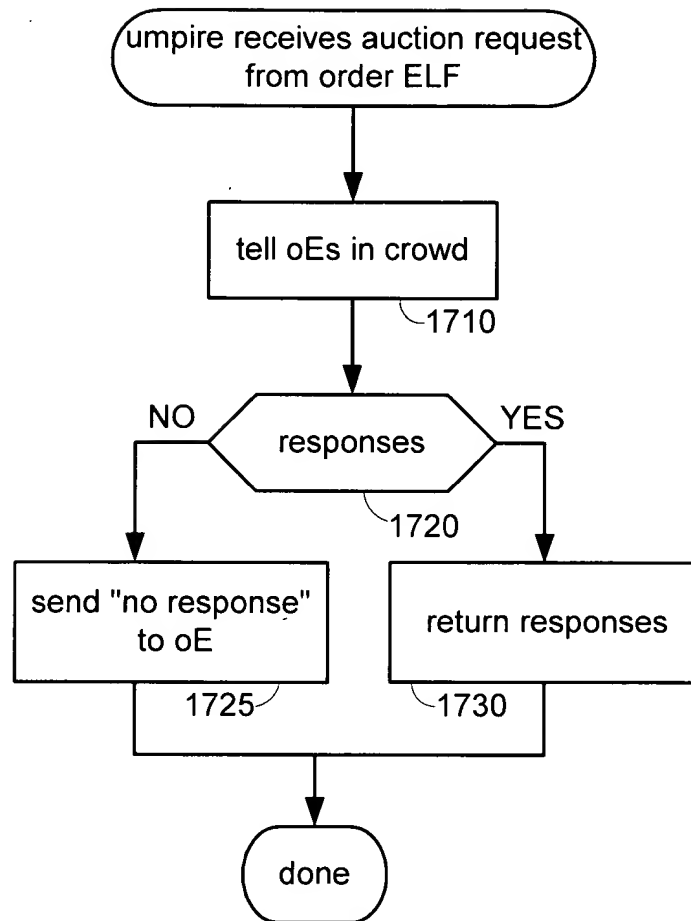 umpire receives auction request
from order ELF
tell oEs in crowd
1710
NO
YES
responses
1720
send "no response"
to oE
1725
return responses
1730
done